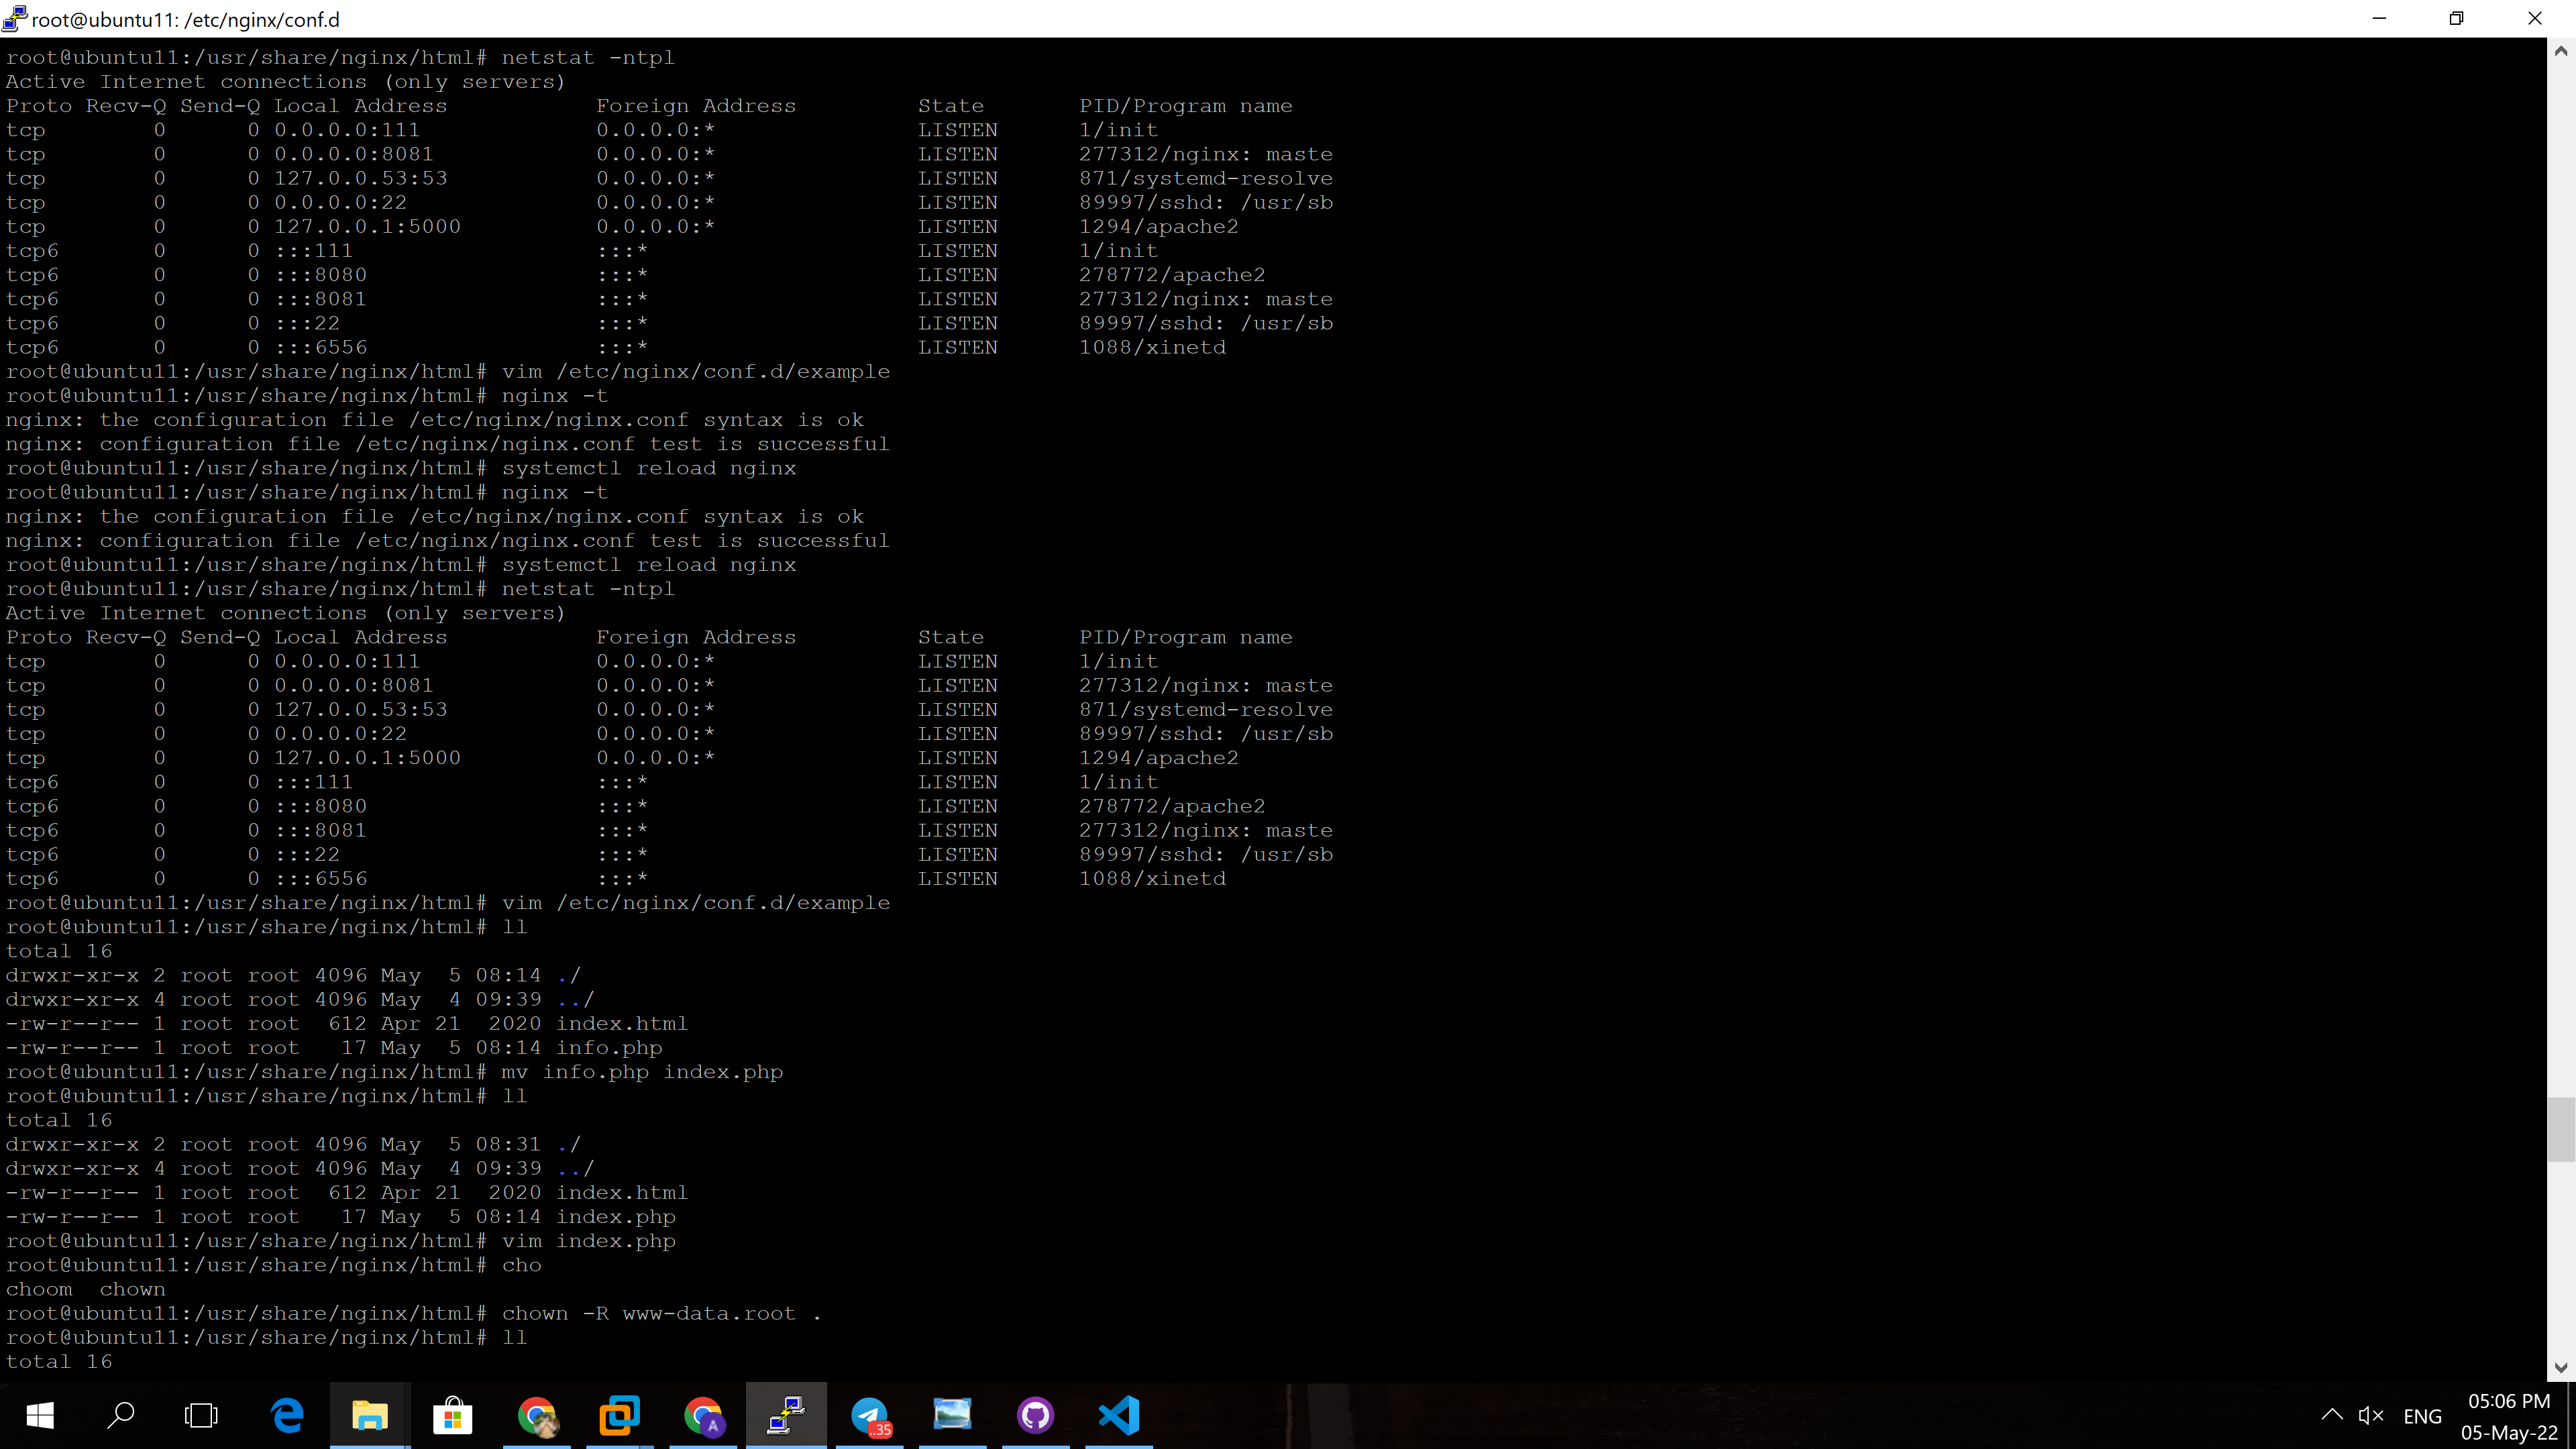 root@ubuntu11: /etc/nginx/conf.d
root@ubuntu11:/usr/share/nginx/html# netstat -ntpl
Active Internet connections (only servers)
Proto Recv-Q Send-Q Local Address           Foreign Address         State       PID/Program name
tcp        0      0 0.0.0.0:111             0.0.0.0:*               LISTEN      1/init
tcp        0      0 0.0.0.0:8081            0.0.0.0:*               LISTEN      277312/nginx: maste
tcp        0      0 127.0.0.53:53           0.0.0.0:*               LISTEN      871/systemd-resolve
tcp        0      0 0.0.0.0:22              0.0.0.0:*               LISTEN      89997/sshd: /usr/sb
tcp        0      0 127.0.0.1:5000          0.0.0.0:*               LISTEN      1294/apache2
tcp6       0      0 :::111                  :::*                    LISTEN      1/init
tcp6       0      0 :::8080                 :::*                    LISTEN      278772/apache2
tcp6       0      0 :::8081                 :::*                    LISTEN      277312/nginx: maste
tcp6       0      0 :::22                   :::*                    LISTEN      89997/sshd: /usr/sb
tcp6       0      0 :::6556                 :::*                    LISTEN      1088/xinetd
root@ubuntu11:/usr/share/nginx/html# vim /etc/nginx/conf.d/example
root@ubuntu11:/usr/share/nginx/html# nginx -t
nginx: the configuration file /etc/nginx/nginx.conf syntax is ok
nginx: configuration file /etc/nginx/nginx.conf test is successful
root@ubuntu11:/usr/share/nginx/html# systemctl reload nginx
root@ubuntu11:/usr/share/nginx/html# nginx -t
nginx: the configuration file /etc/nginx/nginx.conf syntax is ok
nginx: configuration file /etc/nginx/nginx.conf test is successful
root@ubuntu11:/usr/share/nginx/html# systemctl reload nginx
root@ubuntu11:/usr/share/nginx/html# netstat -ntpl
Active Internet connections (only servers)
Proto Recv-Q Send-Q Local Address           Foreign Address         State       PID/Program name
tcp        0      0 0.0.0.0:111             0.0.0.0:*               LISTEN      1/init
tcp        0      0 0.0.0.0:8081            0.0.0.0:*               LISTEN      277312/nginx: maste
tcp        0      0 127.0.0.53:53           0.0.0.0:*               LISTEN      871/systemd-resolve
tcp        0      0 0.0.0.0:22              0.0.0.0:*               LISTEN      89997/sshd: /usr/sb
tcp        0      0 127.0.0.1:5000          0.0.0.0:*               LISTEN      1294/apache2
tcp6       0      0 :::111                  :::*                    LISTEN      1/init
tcp6       0      0 :::8080                 :::*                    LISTEN      278772/apache2
tcp6       0      0 :::8081                 :::*                    LISTEN      277312/nginx: maste
tcp6       0      0 :::22                   :::*                    LISTEN      89997/sshd: /usr/sb
tcp6       0      0 :::6556                 :::*                    LISTEN      1088/xinetd
root@ubuntu11:/usr/share/nginx/html# vim /etc/nginx/conf.d/example
root@ubuntu11:/usr/share/nginx/html# ll
total 16
drwxr-xr-x 2 root root 4096 May  5 08:14 ./
drwxr-xr-x 4 root root 4096 May  4 09:39 ../
-rw-r--r-- 1 root root  612 Apr 21  2020 index.html
-rw-r--r-- 1 root root   17 May  5 08:14 info.php
root@ubuntu11:/usr/share/nginx/html# mv info.php index.php
root@ubuntu11:/usr/share/nginx/html# ll
total 16
drwxr-xr-x 2 root root 4096 May  5 08:31 ./
drwxr-xr-x 4 root root 4096 May  4 09:39 ../
-rw-r--r-- 1 root root  612 Apr 21  2020 index.html
-rw-r--r-- 1 root root   17 May  5 08:14 index.php
root@ubuntu11:/usr/share/nginx/html# vim index.php
root@ubuntu11:/usr/share/nginx/html# cho
choom  chown
root@ubuntu11:/usr/share/nginx/html# chown -R www-data.root .
root@ubuntu11:/usr/share/nginx/html# ll
total 16
A
..35
ENG
05:06 PM
05-May-22